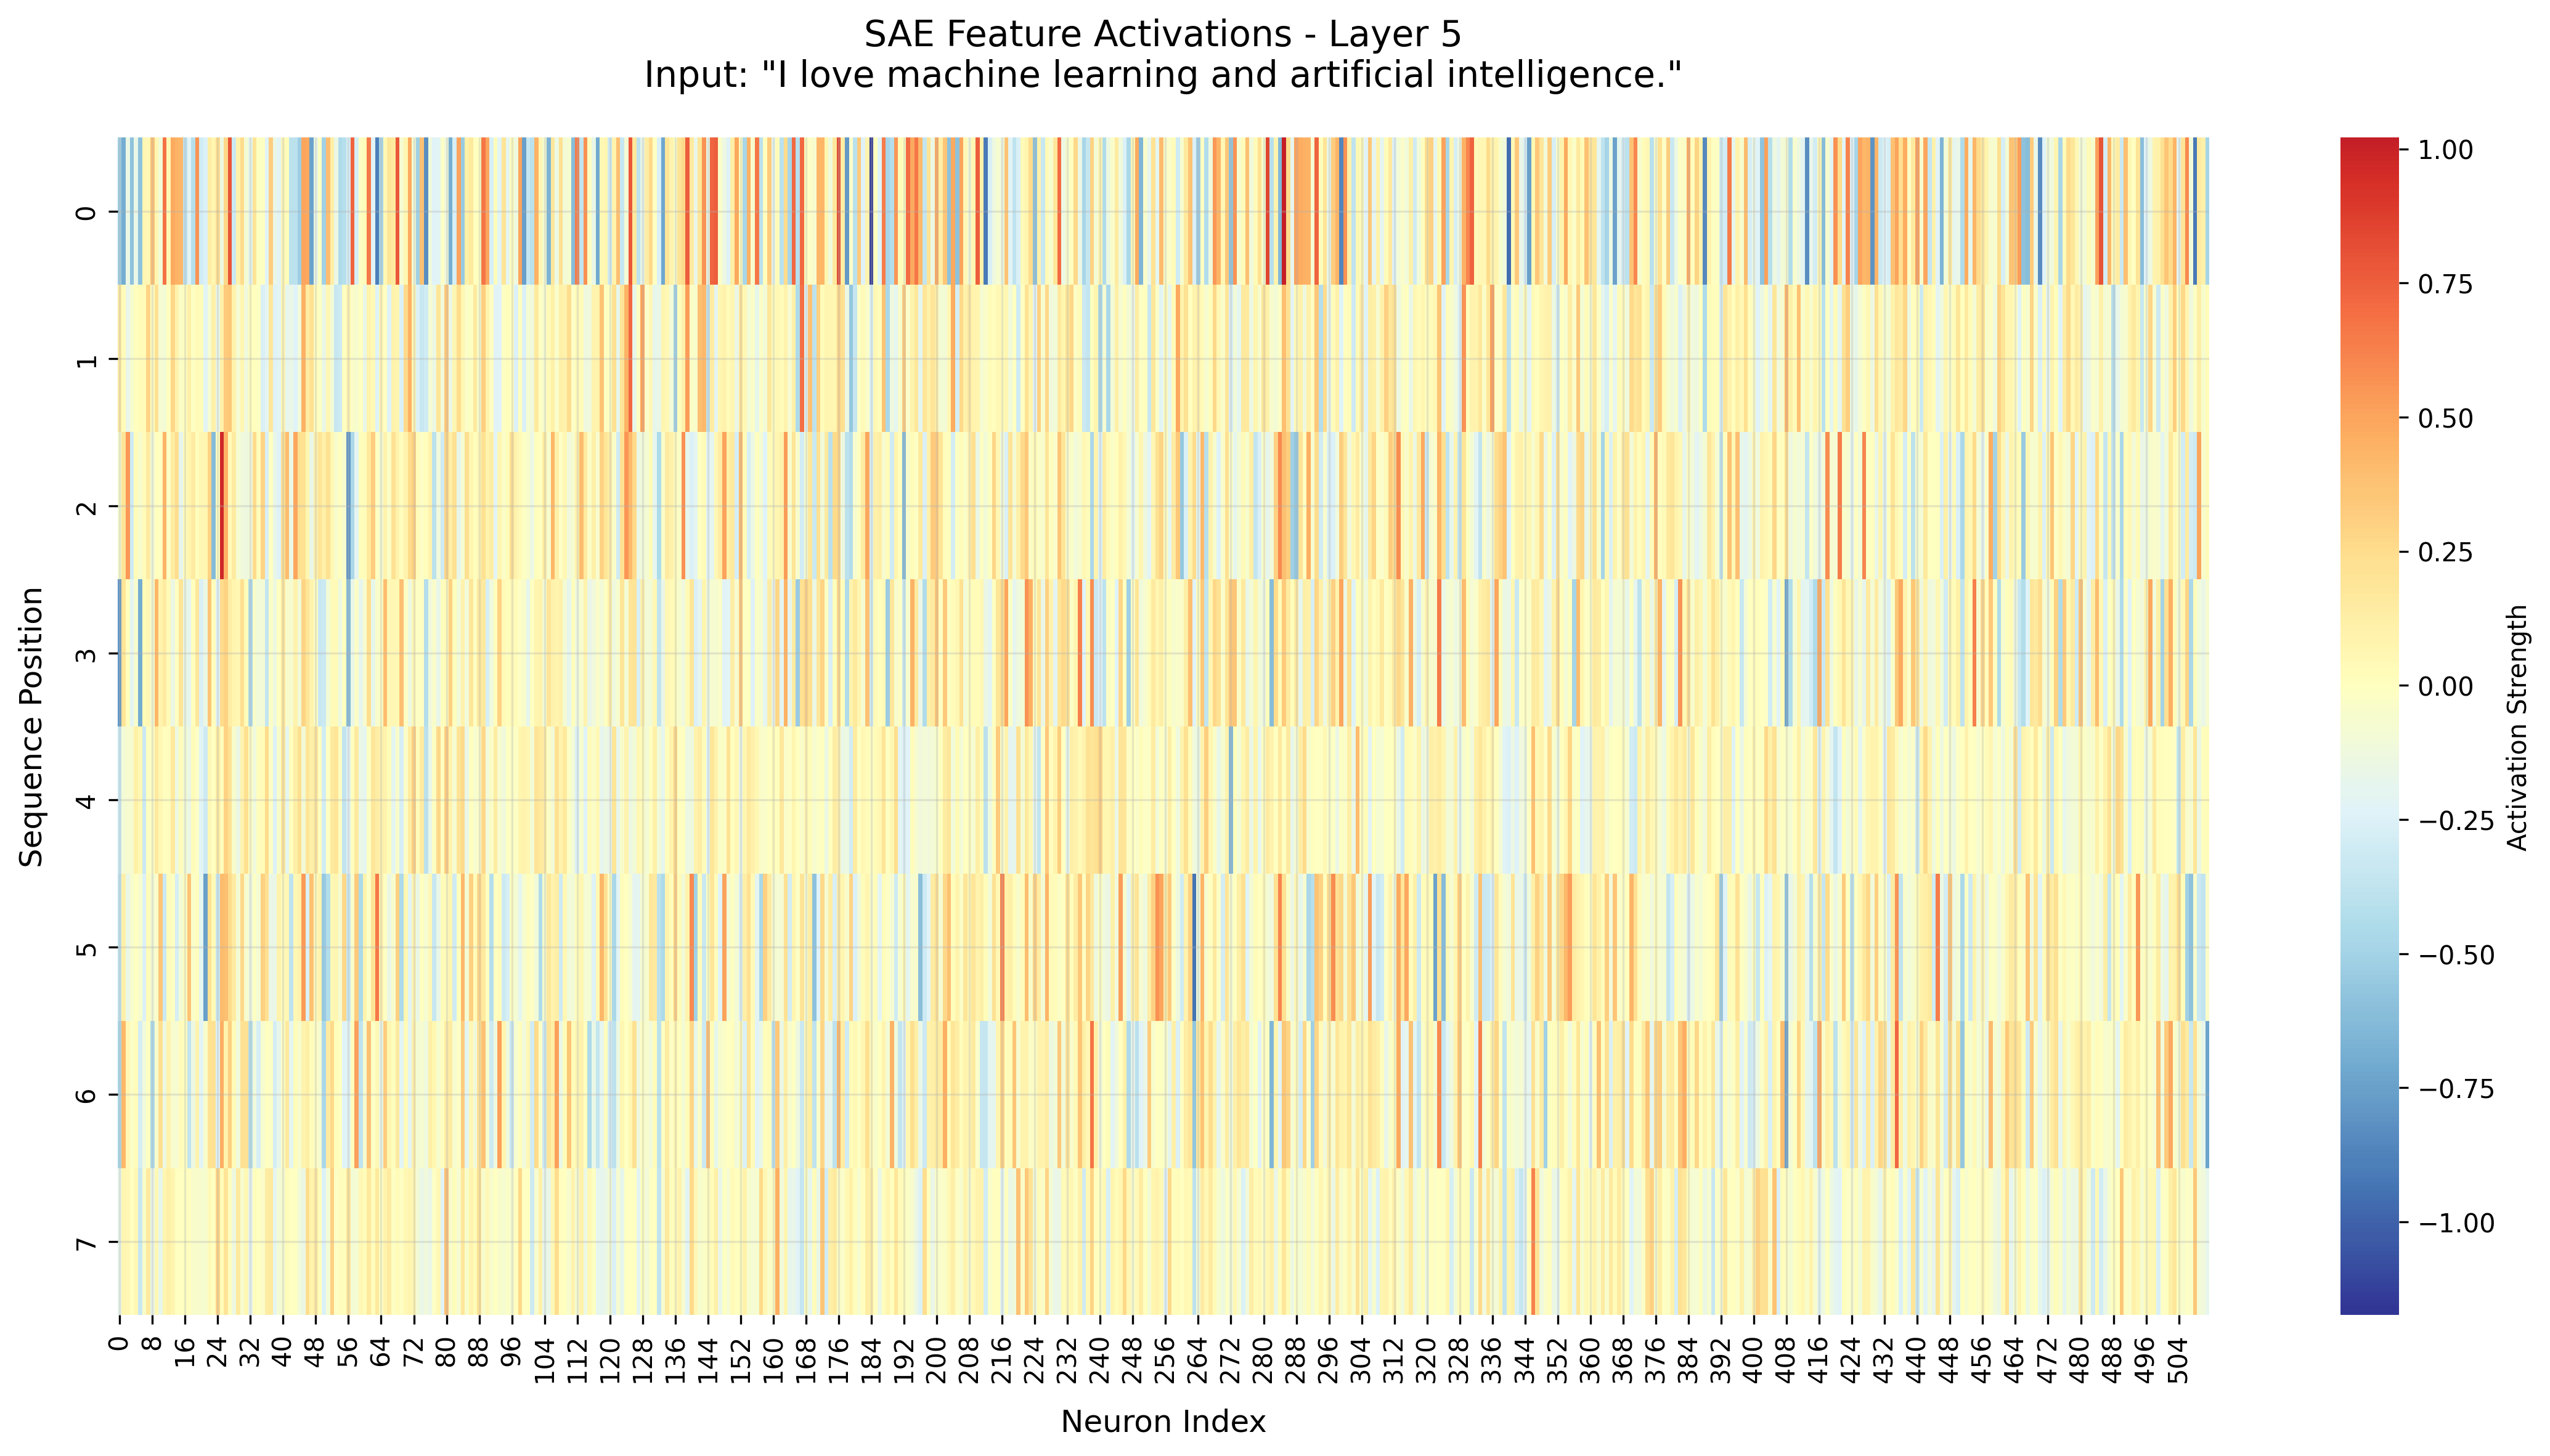 SAE Feature Activations - Layer 5
Input: "I love machine learning and artificial intelligence."
Sequence Position
0
1
2
3
4
5
6
7
0 8 16 24 32 40 48 56 64 72 80 88 96 104 112 120 128 136 144 152 160 168 176 184 192 200 208 216 224 232 240 248 256 264 272 280 288 296 304 312 320 328 336 344 352 360 368 376 384 392 400 408 416 424 432 440 448 456 464 472 480 488 496 504
Neuron Index
1.00
0.75
0.50
0.25
0.00
−0.25
−0.50
−0.75
−1.00
Activation Strength